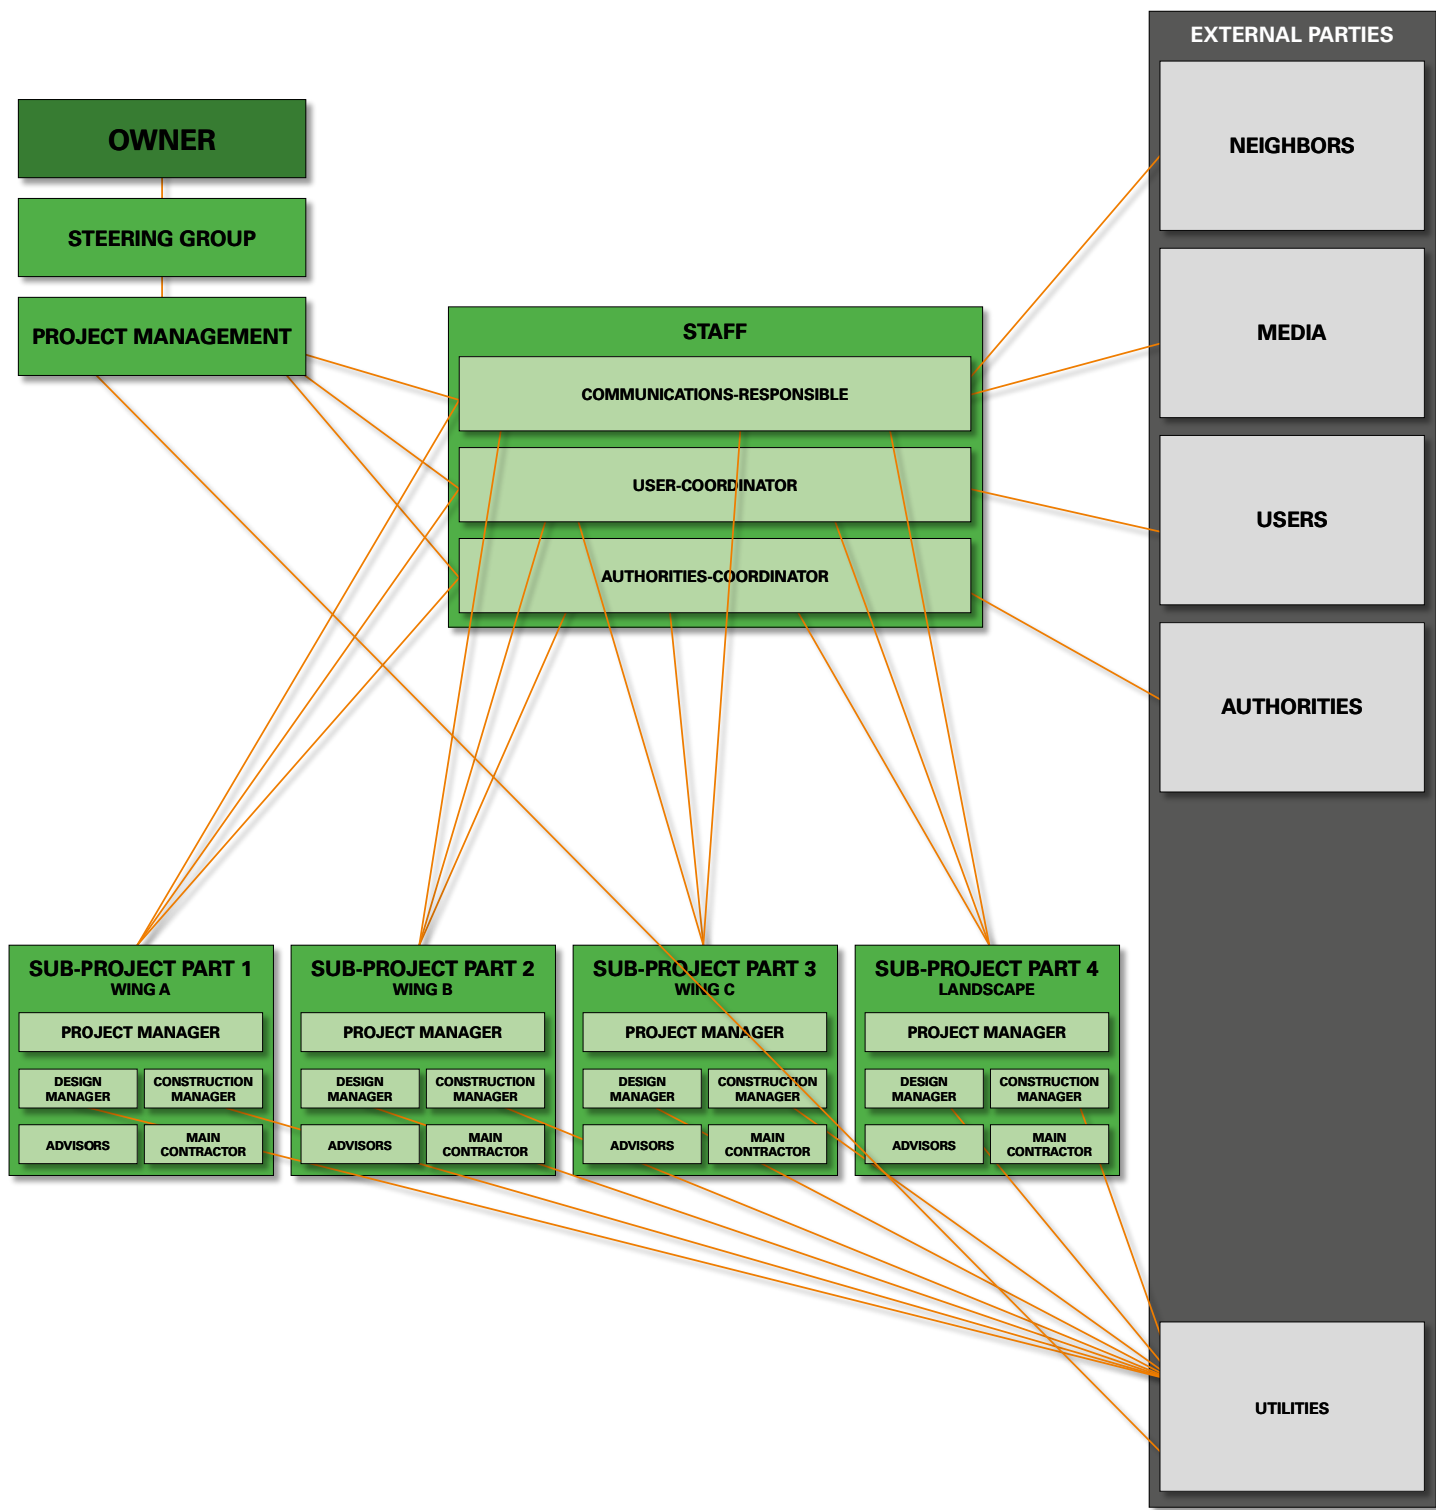 EXTERNAL PARTIES
NEIGHBORS
MEDIA
USERS
AUTHORITIES
UTILITIES
OWNER
STEERING GROUP
PROJECT MANAGEMENT
STAFF
COMMUNICATIONS-RESPONSIBLE
USER-COORDINATOR
AUTHORITIES-COORDINATOR
SUB-PROJECT PART 1
WING A
PROJECT MANAGER
DESIGN
MANAGER
CONSTRUCTION
MANAGER
ADVISORS
MAIN
CONTRACTOR
SUB-PROJECT PART 2
WING B
PROJECT MANAGER
DESIGN
MANAGER
CONSTRUCTION
MANAGER
ADVISORS
MAIN
CONTRACTOR
SUB-PROJECT PART 3
WING C
PROJECT MANAGER
DESIGN
MANAGER
CONSTRUCTION
MANAGER
ADVISORS
MAIN
CONTRACTOR
SUB-PROJECT PART 4
LANDSCAPE
PROJECT MANAGER
DESIGN
MANAGER
CONSTRUCTION
MANAGER
ADVISORS
MAIN
CONTRACTOR